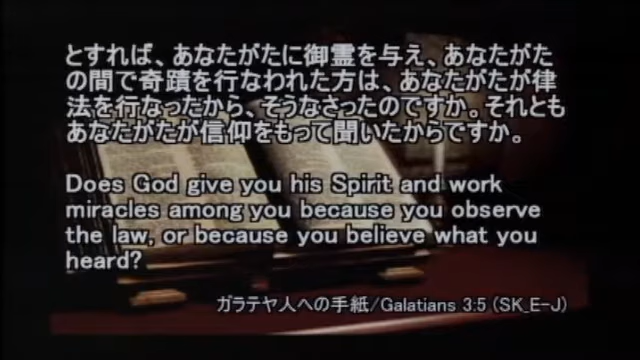 とすれば、あなたがたに御霊を与え、あなたがた
の間で奇蹟を行なわれた方は、あなたがたが律
法を行なったから、そうなさったのですか。それとも
あなたがたが信仰をもって聞いたからですか。
Does God give you his Spirit and work
miracles among you because you observe
the law, or because you believe what you
heard?
ガラテヤ人への手紙/Galatians 3:5 (SK_E-J)